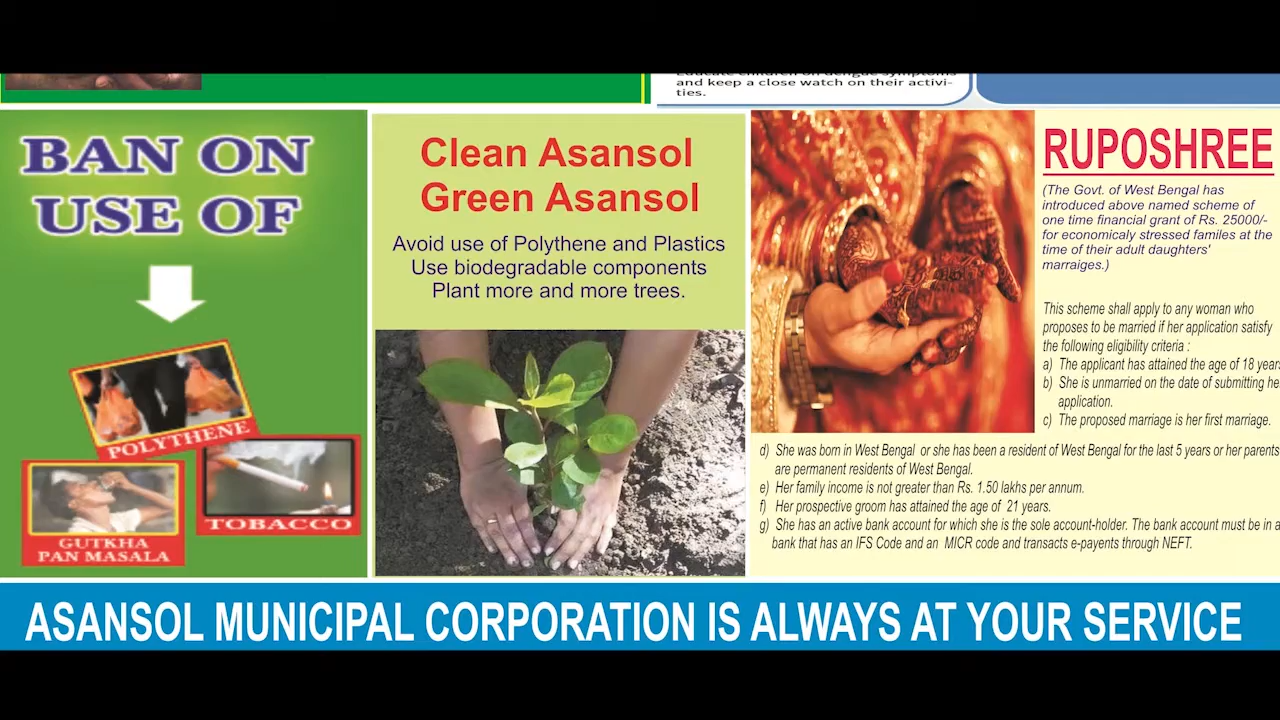 Educate children on dengue symptoms
and keep a close watch on their activi-
ties.
BAN ON
USE OF
POLYTHENE
TOBACCO
GUTKHA
PAN MASALA
Clean Asansol
Green Asansol
Avoid use of Polythene and Plastics
Use biodegradable components
Plant more and more trees.
RUPOSHREE
(The Govt. of West Bengal has
introduced above named scheme of
one time financial grant of Rs. 25000/-
for economicaly stressed familes at the
time of their adult daughters'
marraiges.)
This scheme shall apply to any woman who
proposes to be married if her application satisfy
the following eligibility criteria :
a) The applicant has attained the age of 18 years
b) She is unmarried on the date of submitting he
application.
c) The proposed marriage is her first marriage.
d) She was born in West Bengal or she has been a resident of West Bengal for the last 5 years or her parents
are permanent residents of West Bengal.
e) Her family income is not greater than Rs. 1.50 lakhs per annum.
f) Her prospective groom has attained the age of 21 years.
g) She has an active bank account for which she is the sole account-holder. The bank account must be in a
bank that has an IFS Code and an MICR code and transacts e-payents through NEFT.
ASANSOL MUNICIPAL CORPORATION IS ALWAYS AT YOUR SERVICE